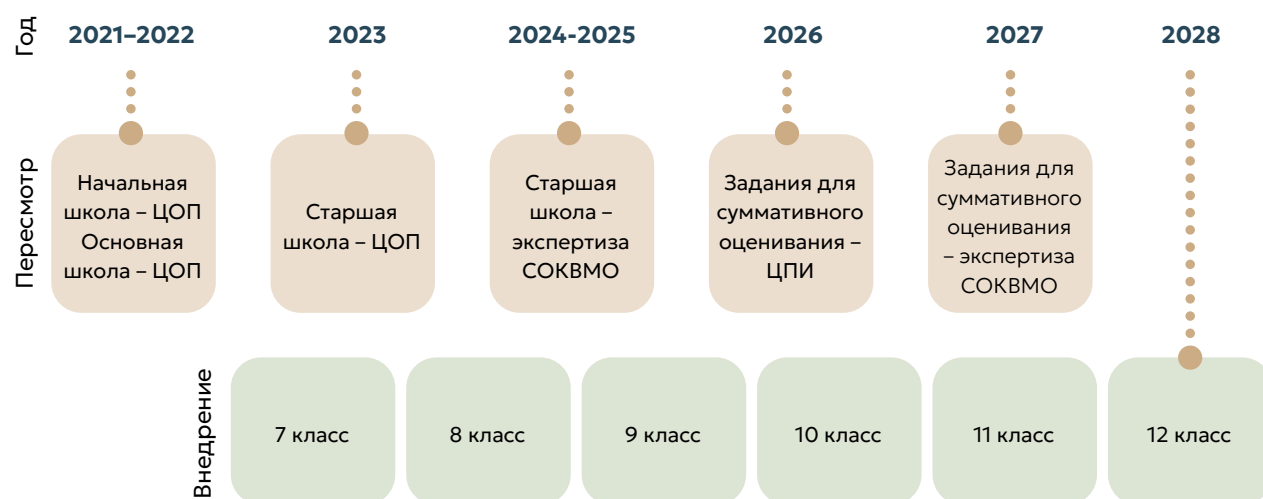 Год
2021–2022
2023
2024-2025
2026
2027
2028
Пересмотр
Начальная
школа – ЦОП
Основная
школа – ЦОП
Старшая
школа – ЦОП
Старшая
школа –
экспертиза
СОКВМО
Задания для
суммативного
оценивания –
ЦПИ
Задания для
суммативного
оценивания
– экспертиза
СОКВМО
Внедрение
7 класс
8 класс
9 класс
10 класс
11 класс
12 класс